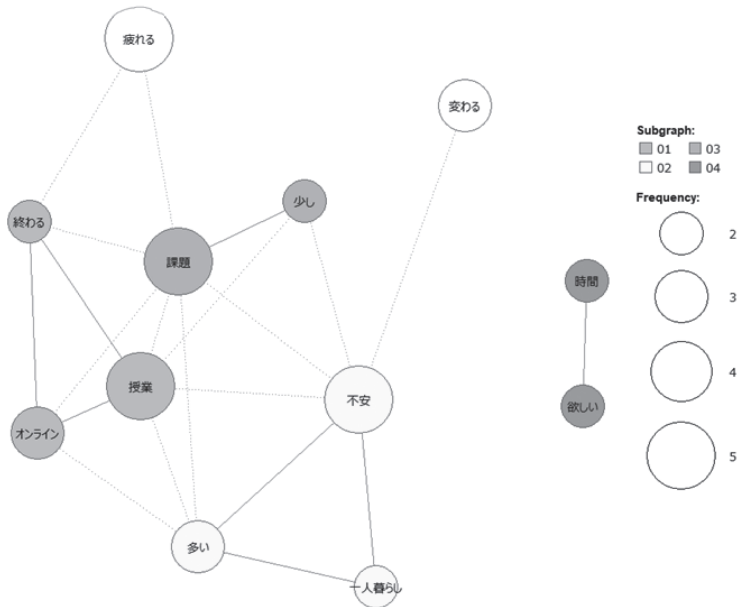 疲れる
変わる
Subgraph:
01 03
02 04
Frequency:
少し
終わる
2
課題
時間
3
4
授業
不安
欲しい
オンライン
5
多い
一人暮らし